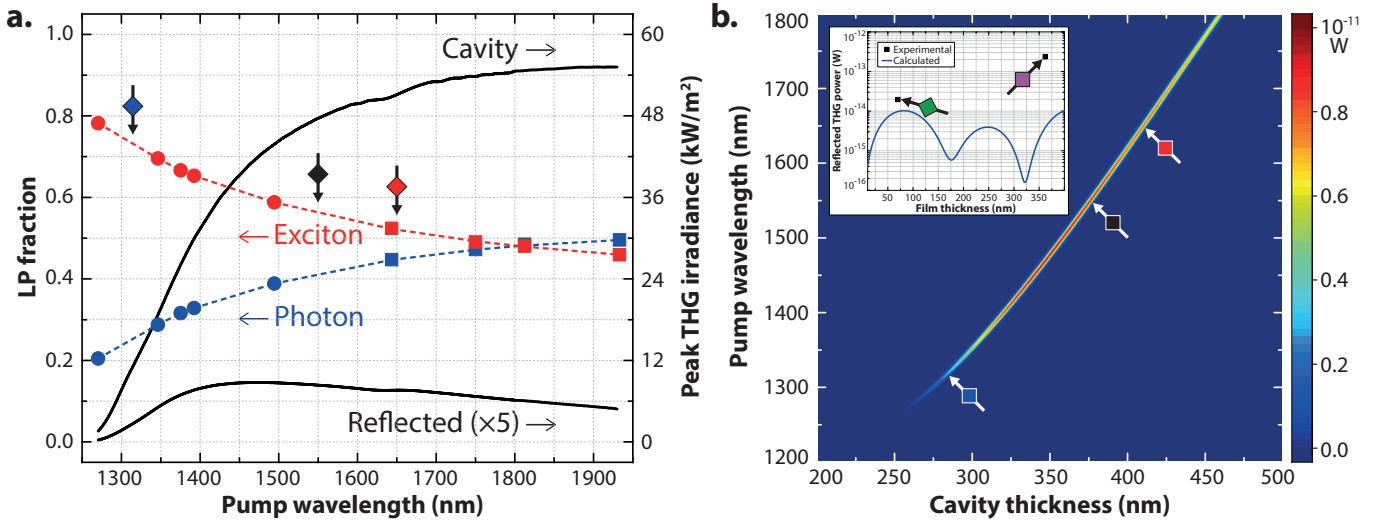 a.
LP fraction
1.0
0.8
0.6
0.4
0.2
0.0
Cavity →
← Exciton
← Photon
Reflected (×5) →
60
48
36
24
12
0
Peak THG irradiance (kW/m²)
1300 1400 1500 1600 1700 1800 1900
Pump wavelength (nm)
b.
Pump wavelength (nm)
1800
1700
1600
1500
1400
1300
1200
Reflected THG power (W)
10⁻¹²
10⁻¹³
10⁻¹⁴
10⁻¹⁵
10⁻¹⁶
Experimental
Calculated
50 100 150 200 250 300 350
Film thickness (nm)
200 250 300 350 400 450 500
Cavity thickness (nm)
10⁻¹¹
W
1.0
0.8
0.6
0.4
0.2
0.0